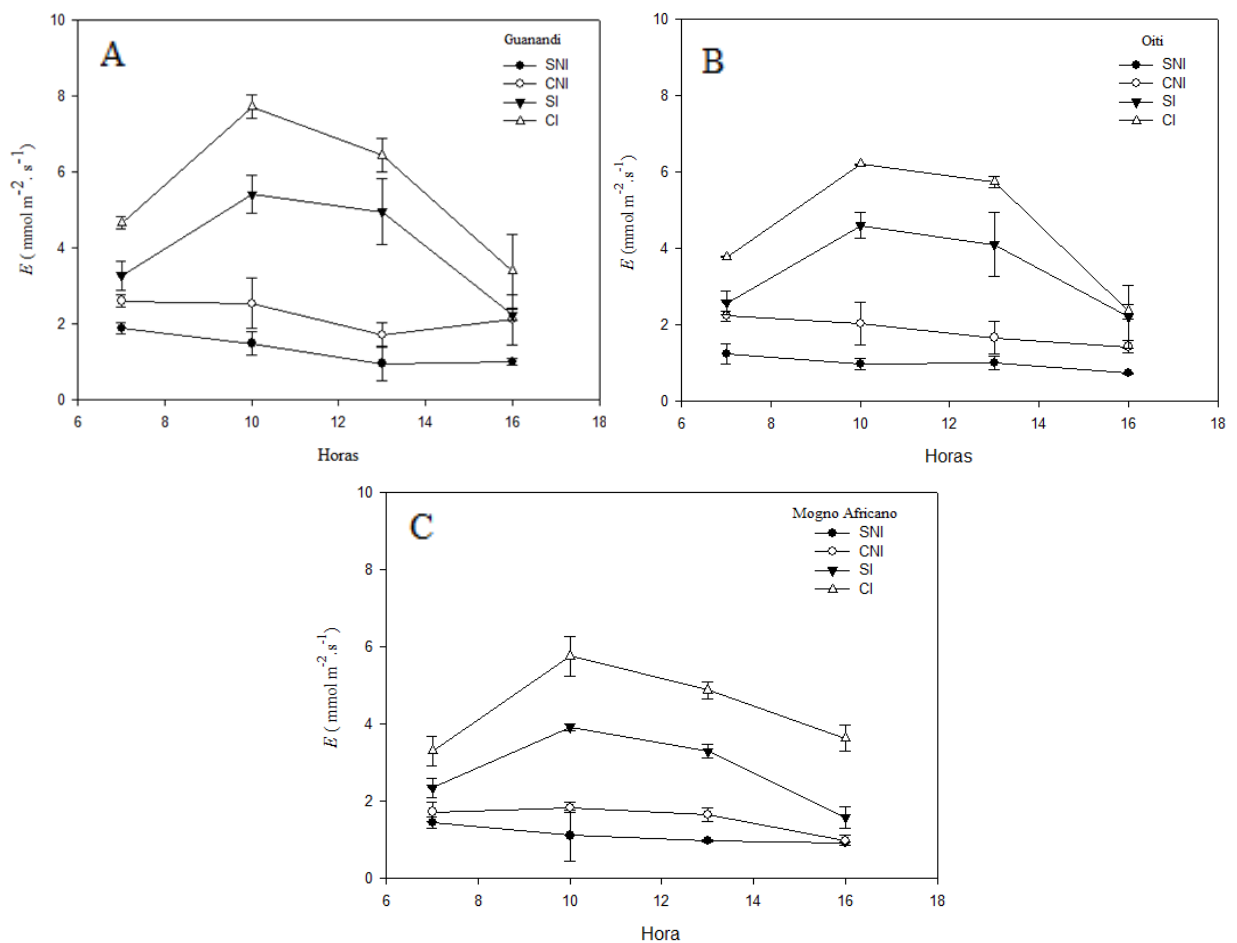 A
Guanandi
SNI
CNI
SI
CI
10
8
6
4
2
0
E ( mmol m-2. s-1)
6 8 10 12 14 16 18
Horas
B
Oiti
SNI
CNI
SI
CI
10
8
6
4
2
0
E (mmol m-2. s-1)
6 8 10 12 14 16 18
Horas
C
Mogno Africano
SNI
CNI
SI
CI
10
8
6
4
2
0
E ( mmol m-2.s-1)
6 8 10 12 14 16 18
Hora